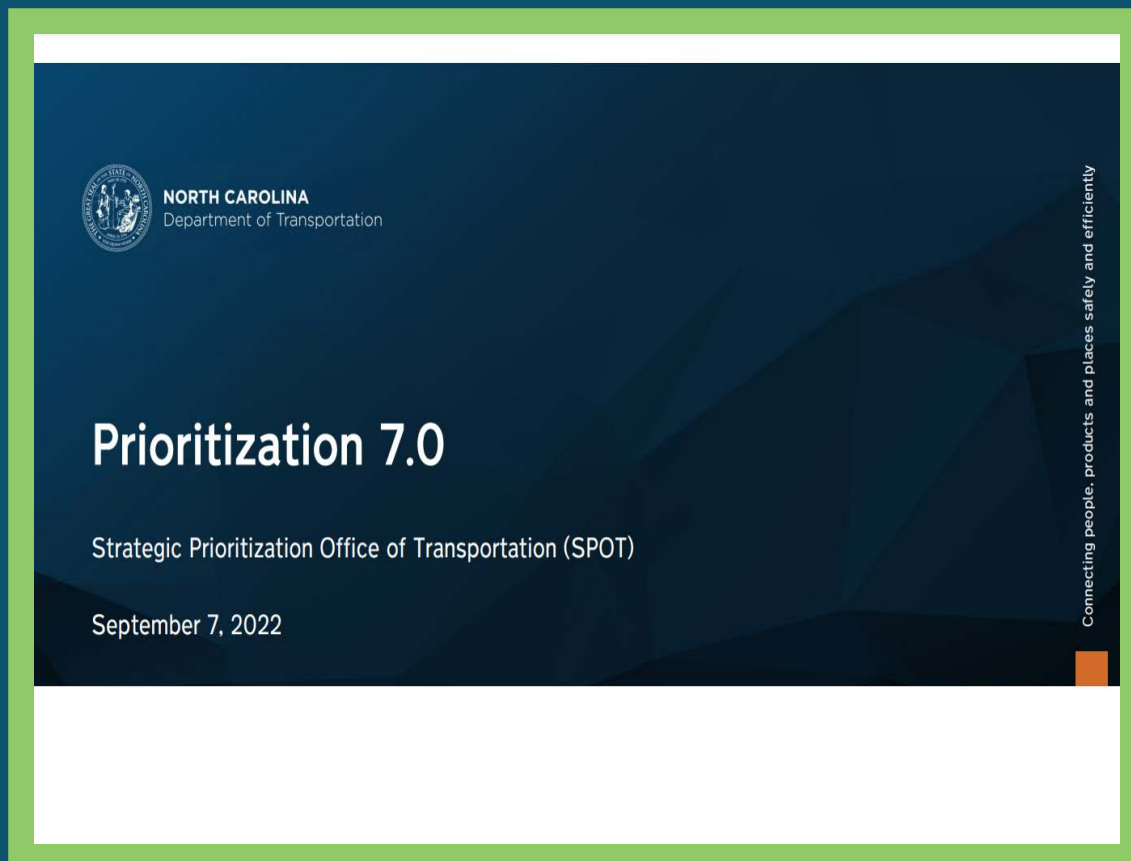 NORTH CAROLINA
Department of Transportation
Prioritization 7.0
Strategic Prioritization Office of Transportation (SPOT)
September 7, 2022
Connecting people, products and places safely and efficiently